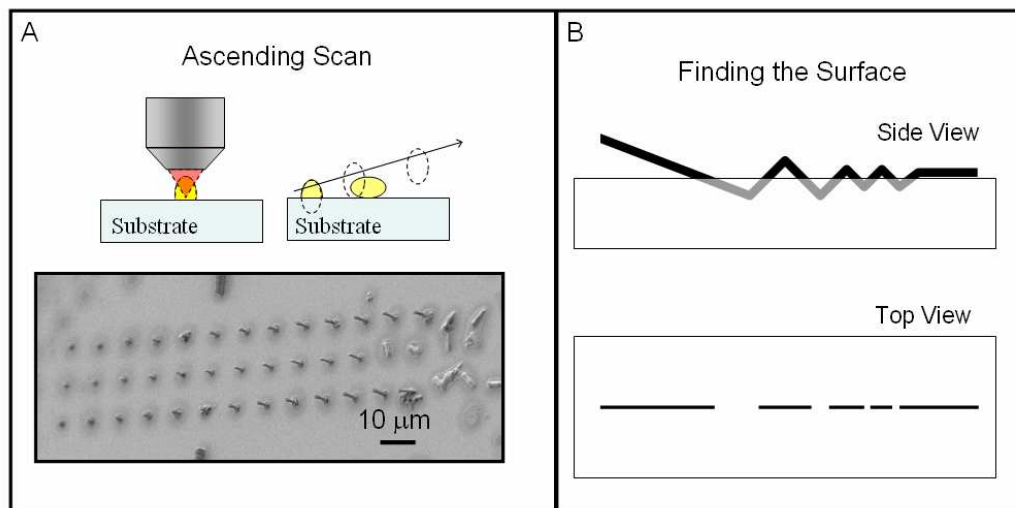 A
Ascending Scan
Substrate
Substrate
10 μm
B
Finding the Surface
Side View
Top View